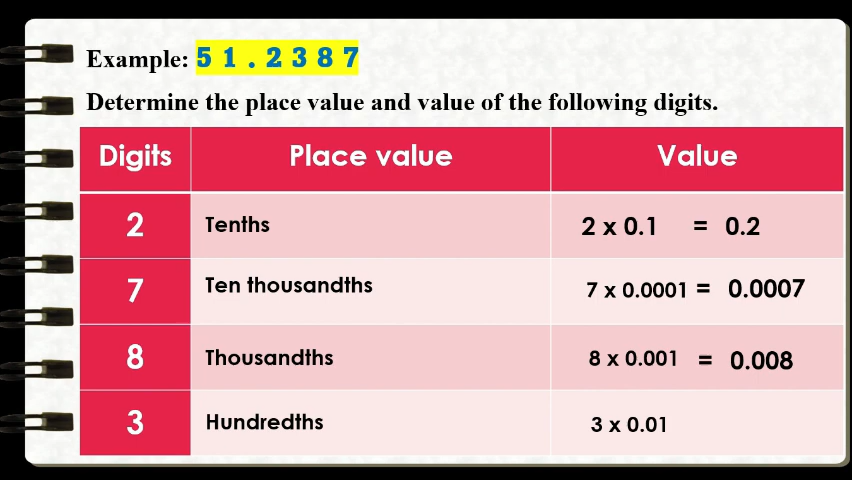 Example: 5 1 . 2 3 8 7
Determine the place value and value of the following digits.
Digits Place value Value
2 Tenths 2 x 0.1 = 0.2
7 Ten thousandths 7 x 0.0001 = 0.0007
8 Thousandths 8 x 0.001 = 0.008
3 Hundredths 3 x 0.01